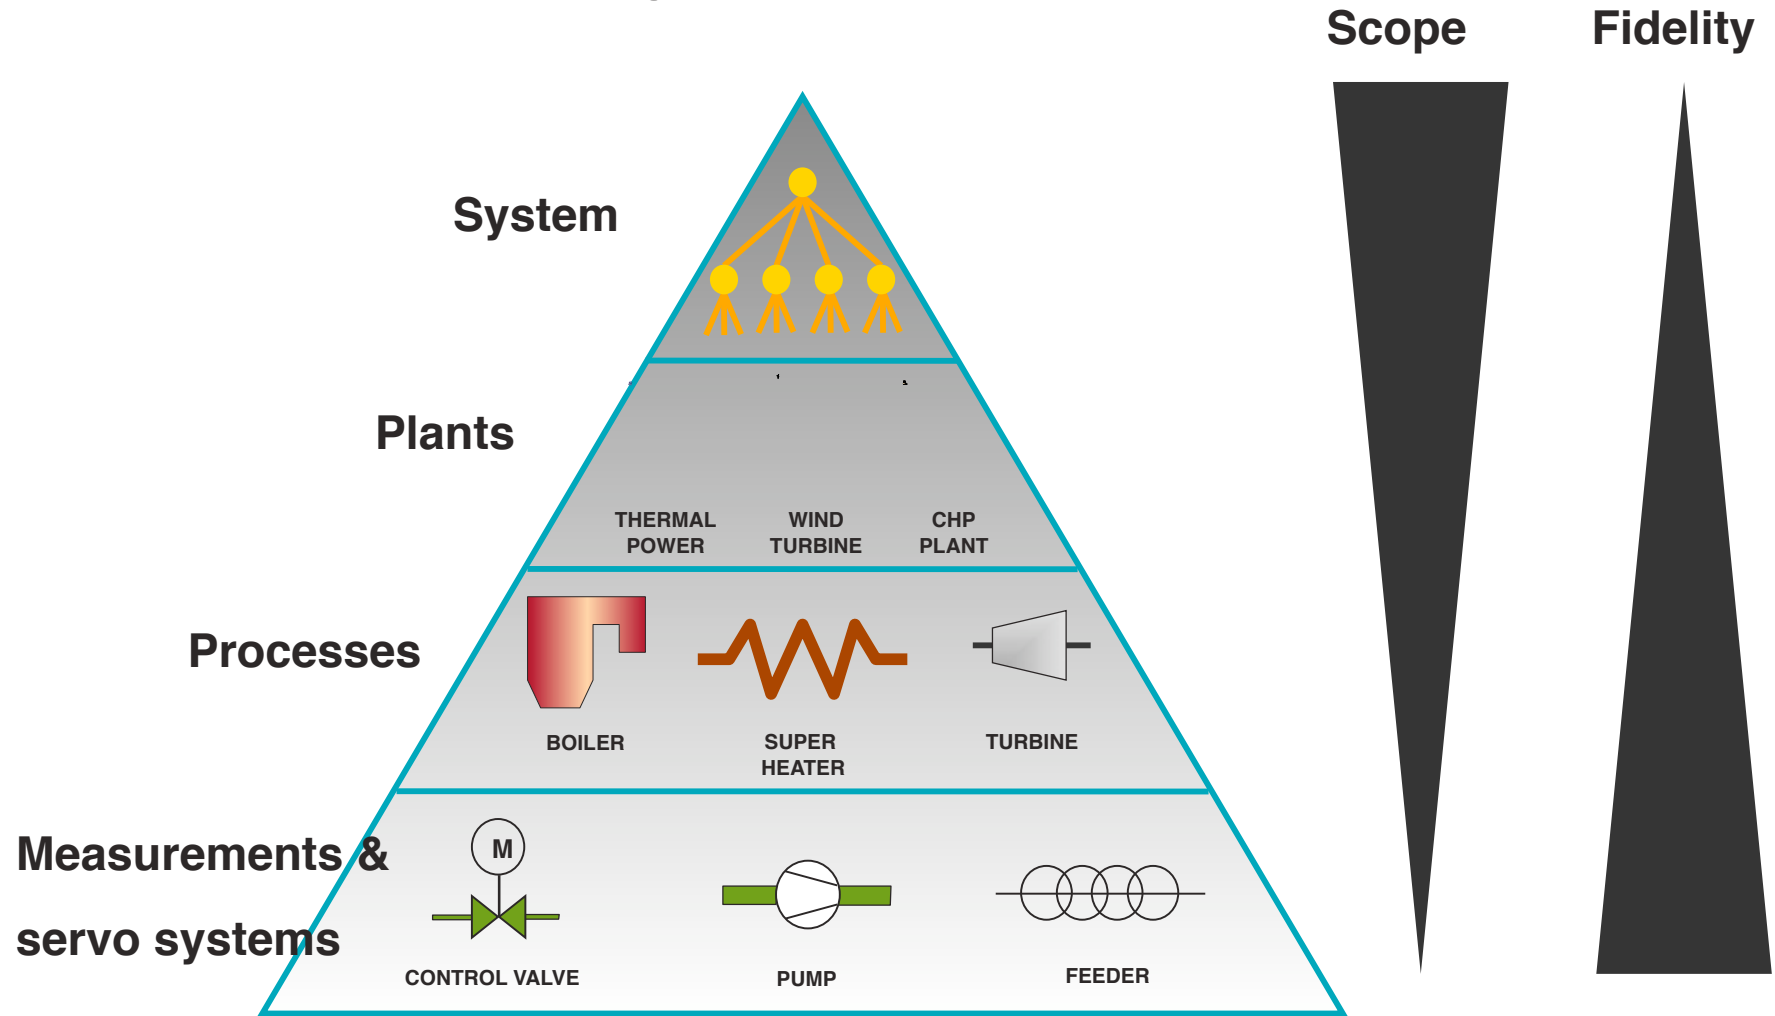 Scope
Fidelity
System
Plants
THERMAL
POWER
WIND
TURBINE
CHP
PLANT
Processes
BOILER
SUPER
HEATER
TURBINE
Measurements &
servo systems
M
CONTROL VALVE
PUMP
FEEDER